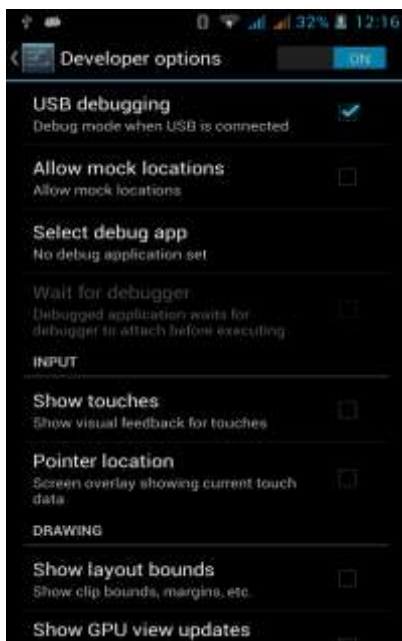 32% 12:16
Developer options ON
USB debugging
Debug mode when USB is connected
Allow mock locations
Allow mock locations
Select debug app
No debug application set
Wait for debugger
Debugged application waits for
debugger to attach before executing
INPUT
Show touches
Show visual feedback for touches
Pointer location
Screen overlay showing current touch
data
DRAWING
Show layout bounds
Show clip bounds, margins, etc.
Show GPU view updates